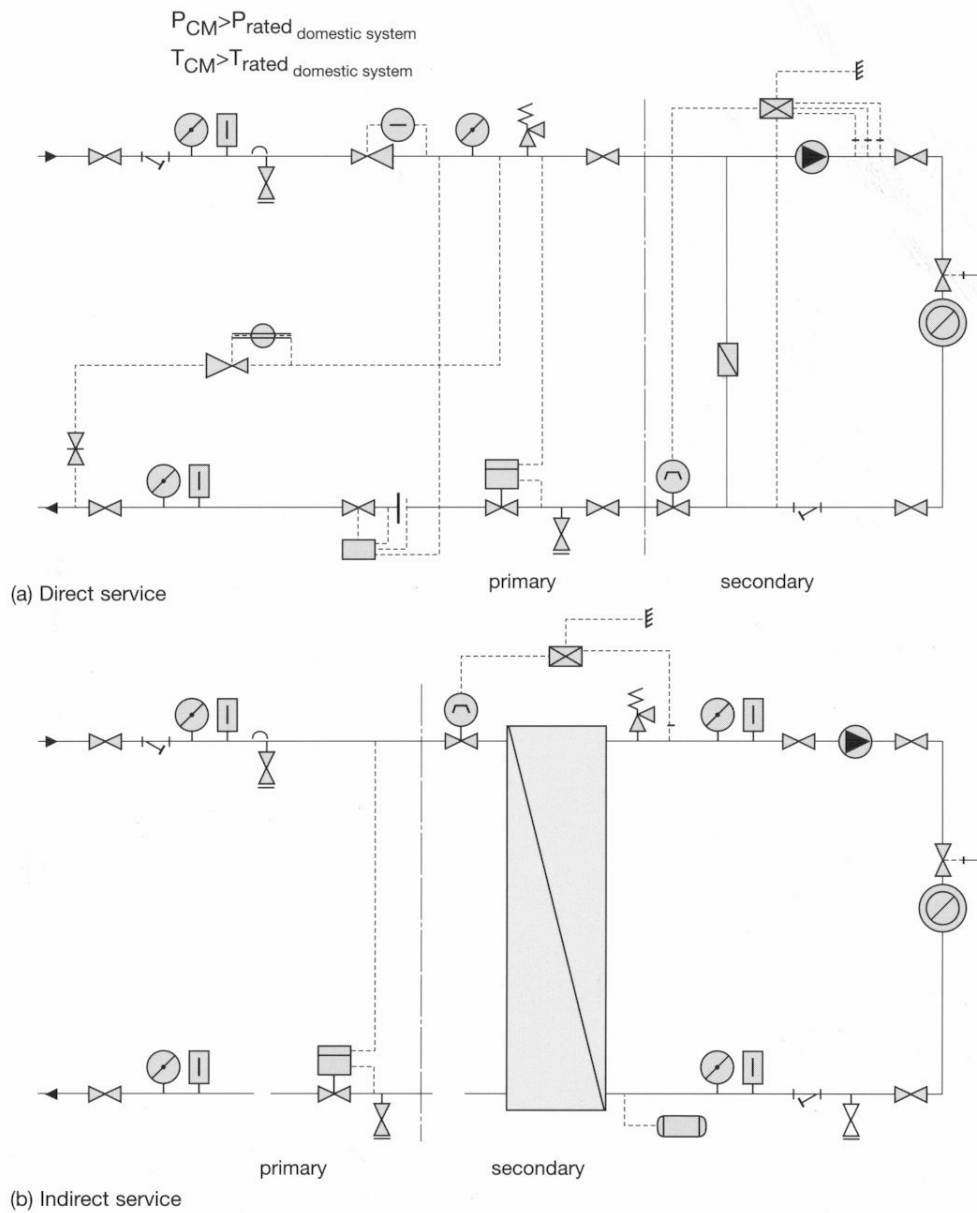 PCM>Prated domestic system
TCM>Trated domestic system
primary secondary
(a) Direct service
primary secondary
(b) Indirect service